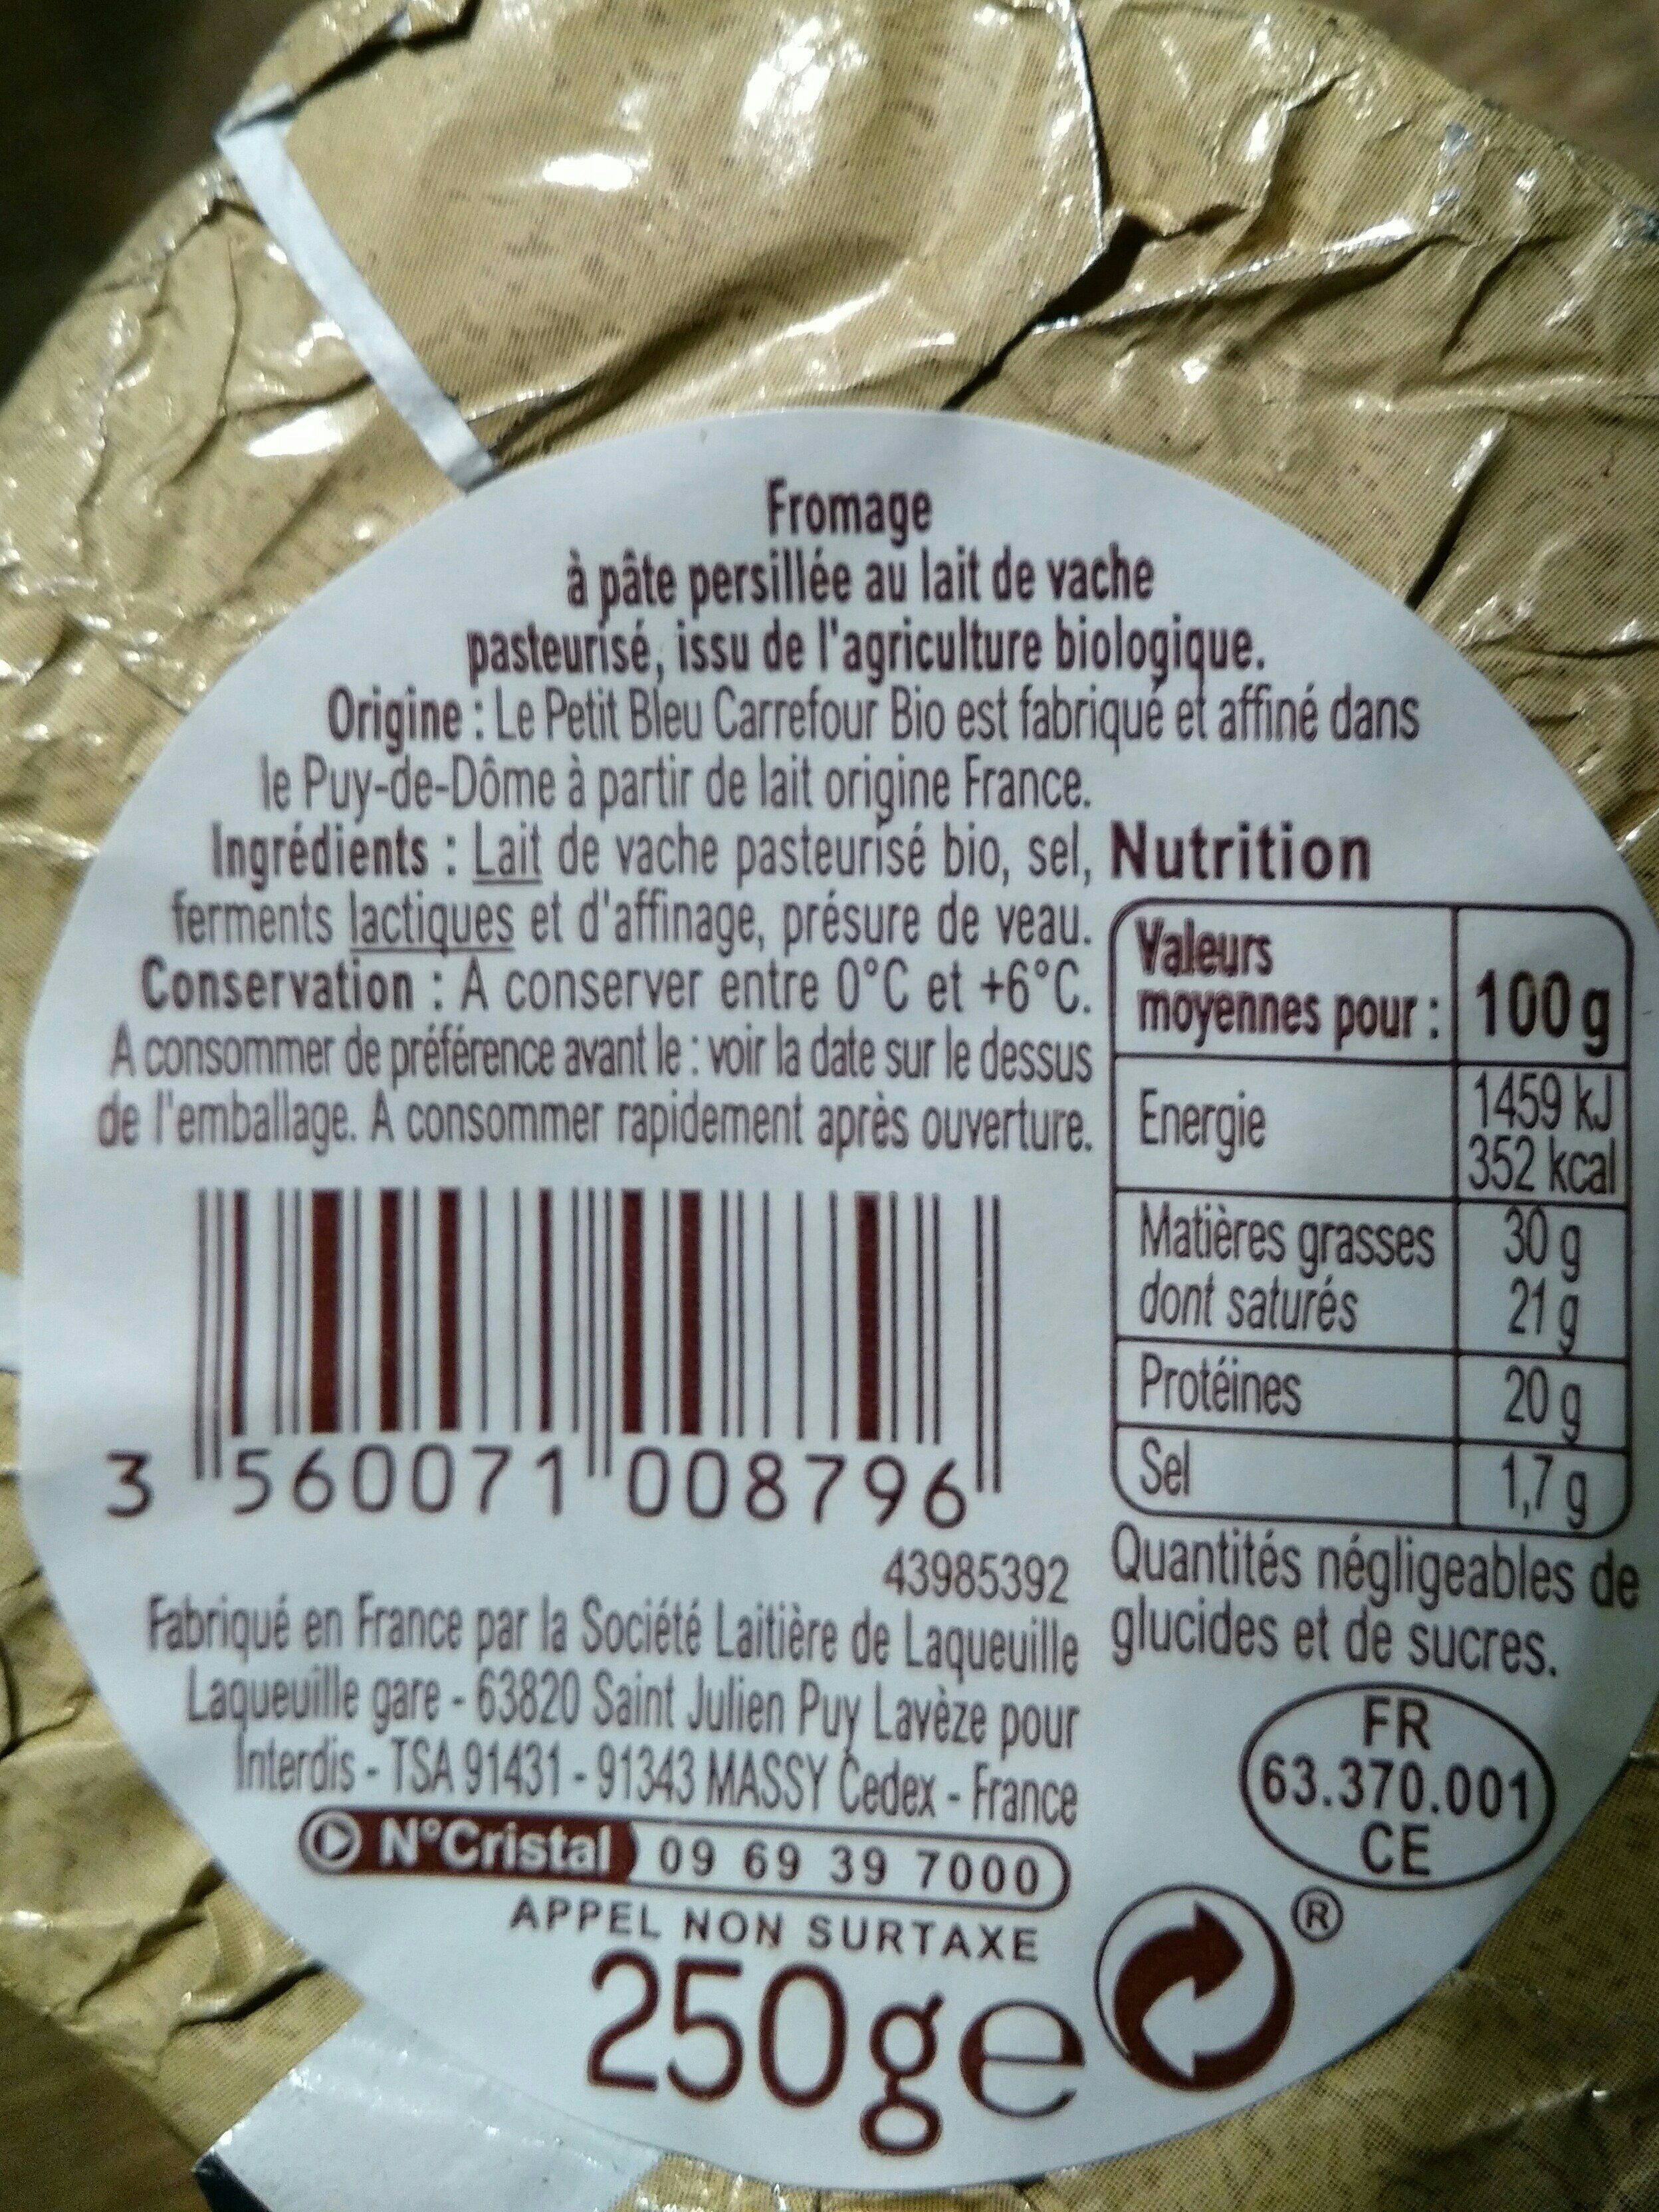 Fromage
à pâte persillée au lait de vache
pasteurisé, issu de l'agriculture biologique.
Origine : Le Petit Bleu Carrefour Bio est fabriqué et affiné dans
le Puy-de-Dôme à partir de lait origine France.
Ingrédients : Lait de vache pasteurisé bio, sel,
ferments lactiques et d'affinage, présure de veau.
Conservation : A conserver entre 0°C et +6°C.
A consommer de préférence avant le : voir la date sur le dessus
de l'emballage. A consommer rapidement après ouverture.
Nutrition
Valeurs
moyennes pour : 100 g
Energie 1459 kJ
352 kcal
Matières grasses 30 g
dont saturés 21 g
Protéines 20 g
Sel 1,7 g
Quantités négligeables de
glucides et de sucres.
3 560071 008796
43985392
Fabriqué en France par la Société Laitière de Laqueuille
Laqueuille gare - 63820 Saint Julien Puy Lavèze pour
Interdis - TSA 91431 - 91343 MASSY Cedex - France
N°Cristal 09 69 39 7000
APPEL NON SURTAXE
250g e
FR
63.370.001
CE
®